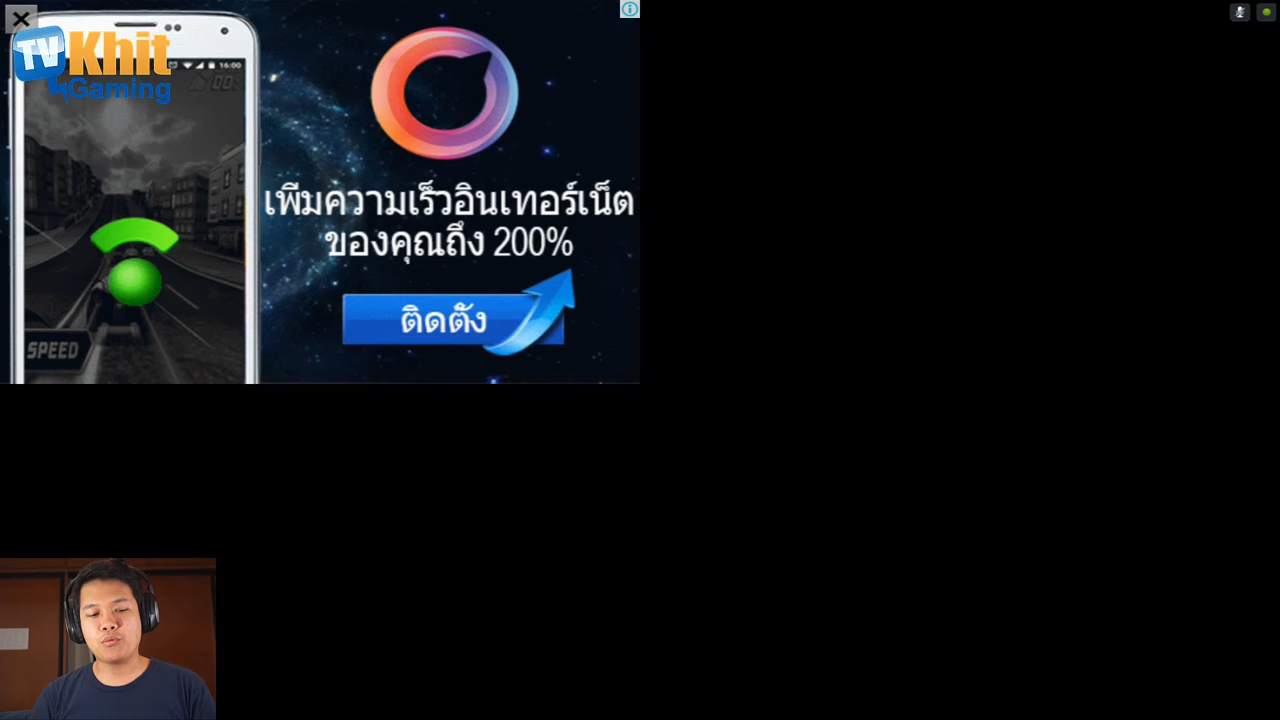 TV Khit
Gaming
16:00
เพิ่มความเร็วอินเทอร์เน็ต
ของคุณถึง 200%
ติดตั้ง
SPEED